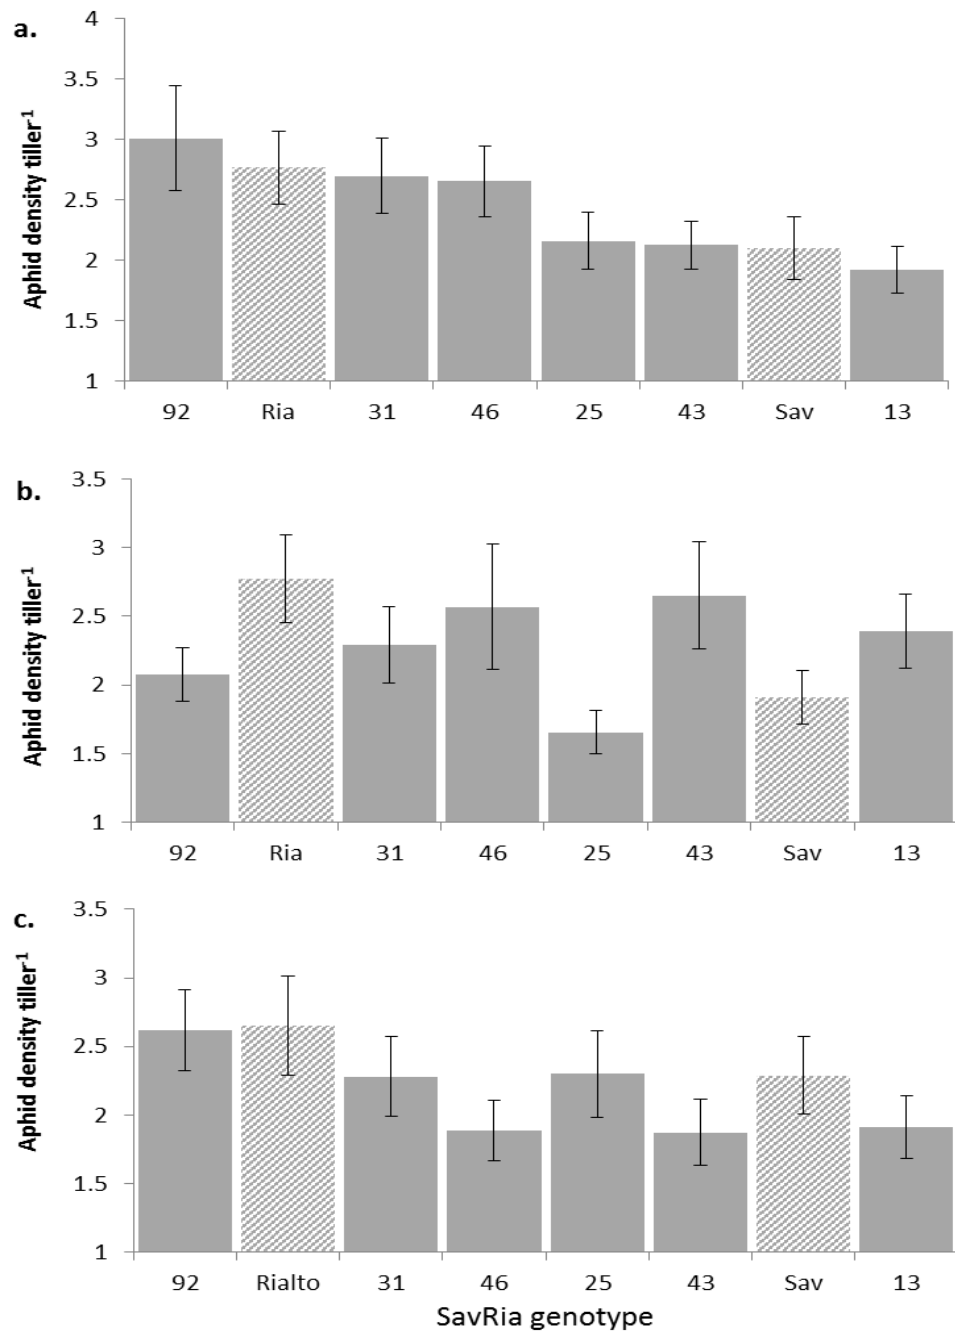 a.
Aphid density tiller-1
4
3.5
3
2.5
2
1.5
1
92 Ria 31 46 25 43 Sav 13
b.
Aphid density tiller-1
3.5
3
2.5
2
1.5
1
92 Ria 31 46 25 43 Sav 13
c.
Aphid density tiller-1
3.5
3
2.5
2
1.5
1
92 Rialto 31 46 25 43 Sav 13
SavRia genotype